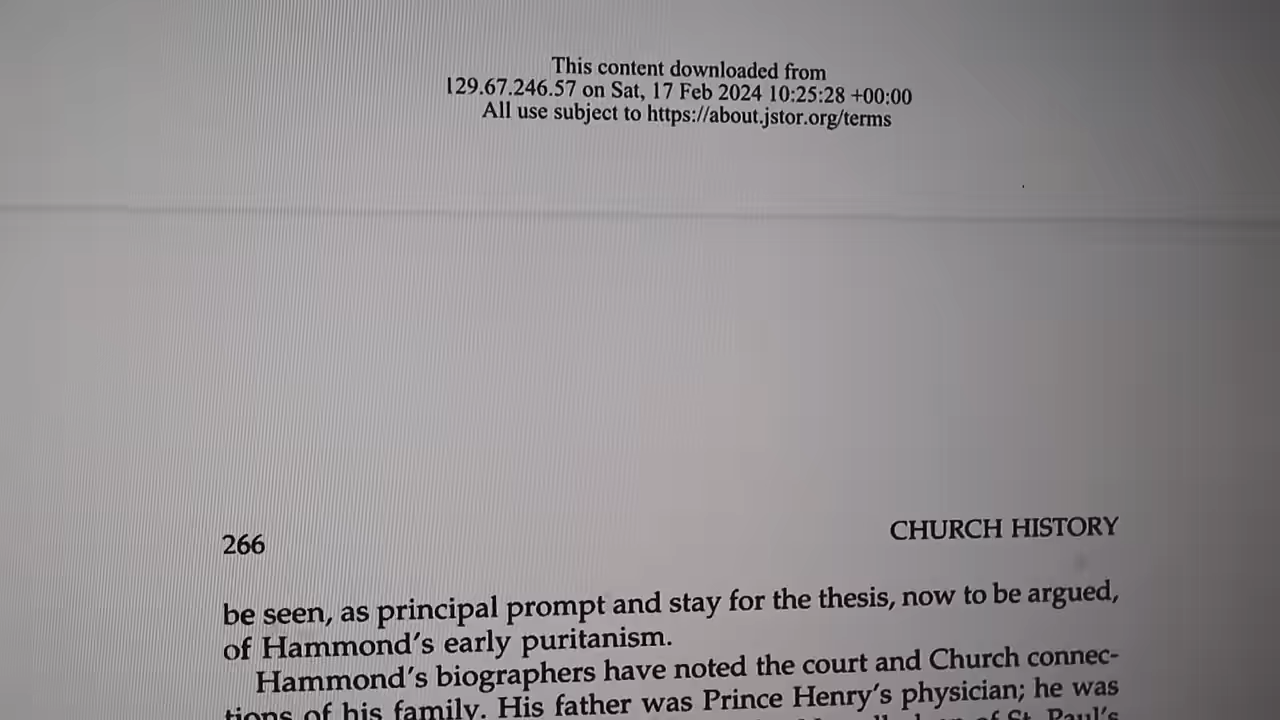 This content downloaded from
129.67.246.57 on Sat, 17 Feb 2024 10:25:28 +00:00
All use subject to https://about.jstor.org/terms
266
CHURCH HISTORY
be seen, as principal prompt and stay for the thesis, now to be argued,
of Hammond's early puritanism.
Hammond's biographers have noted the court and Church connec-
tions of his family. His father was Prince Henry's physician; he was
of St. Paul's